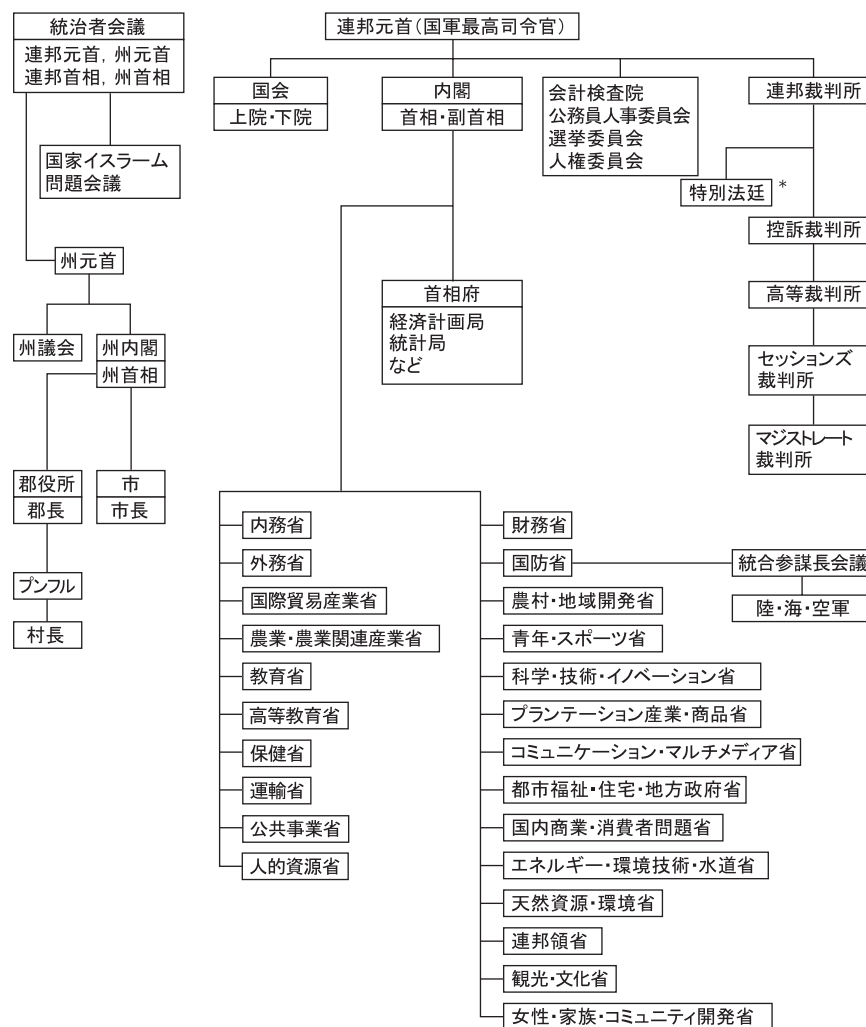 統治者会議
連邦元首，州元首
連邦首相，州首相
国家イスラーム
問題会議
州元首
州議会
州内閣
州首相
郡役所
郡長
市
市長
プンフル
村長
連邦元首（国軍最高司令官）
国会
上院・下院
内閣
首相・副首相
会計検査院
公務員人事委員会
選挙委員会
人権委員会
連邦裁判所
特別法廷 *
控訴裁判所
高等裁判所
セッションズ
裁判所
マジストレート
裁判所
首相府
経済計画局
統計局
など
内務省
外務省
国際貿易産業省
農業・農業関連産業省
教育省
高等教育省
保健省
運輸省
公共事業省
人的資源省
財務省
国防省
統合参謀長会議
陸・海・空軍
農村・地域開発省
青年・スポーツ省
科学・技術・イノベーション省
プランテーション産業・商品省
コミュニケーション・マルチメディア省
都市福祉・住宅・地方政府省
国内商業・消費者問題省
エネルギー・環境技術・水道省
天然資源・環境省
連邦領省
観光・文化省
女性・家族・コミュニティ開発省